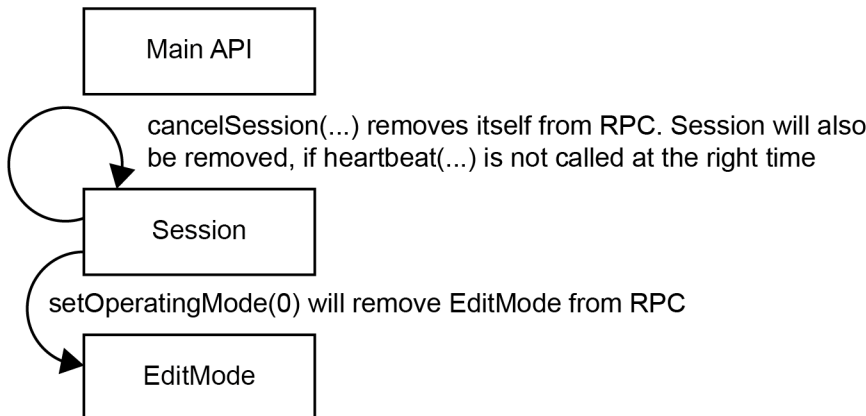 Main API
cancelSession(...) removes itself from RPC. Session will also
be removed, if heartbeat(...) is not called at the right time
Session
setOperatingMode(0) will remove EditMode from RPC
EditMode